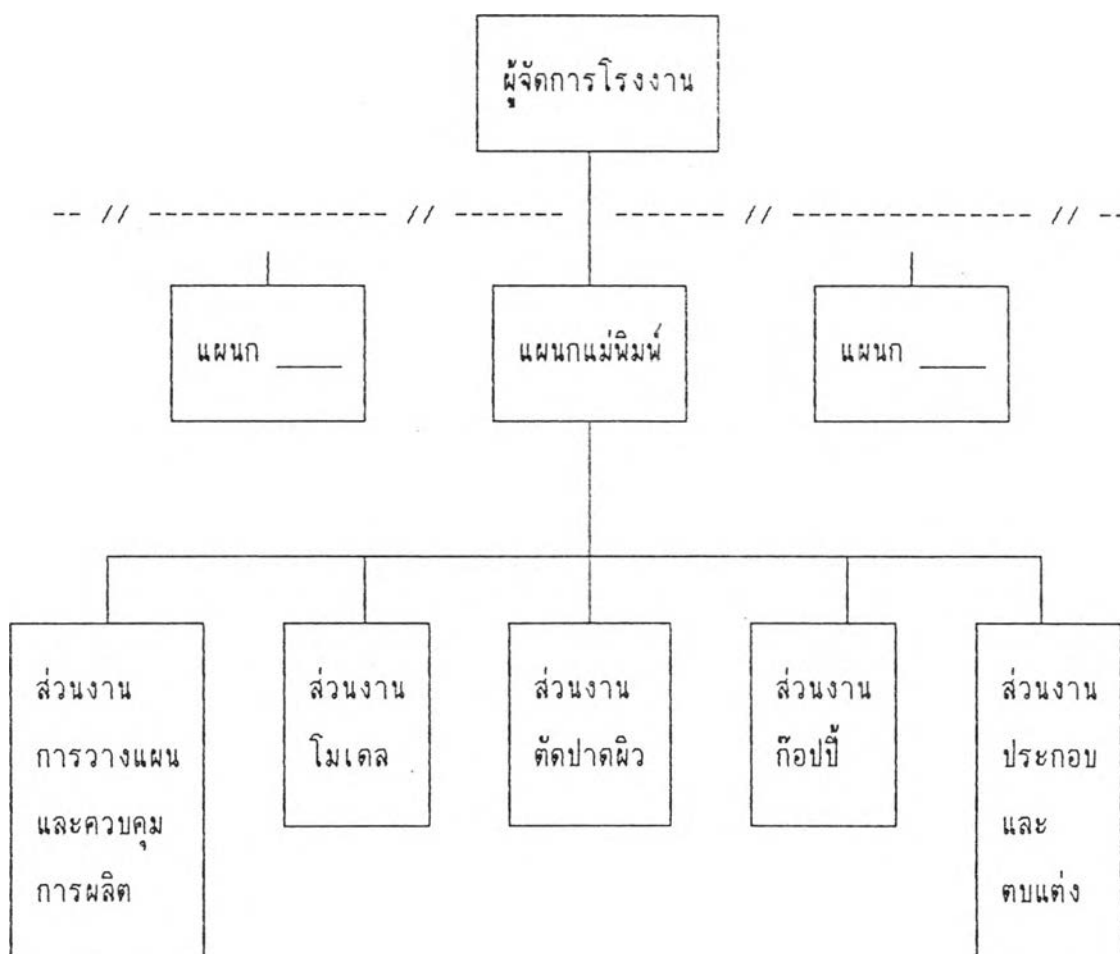 ผู้จัดการโรงงาน
แผนก ____
แผนกแม่พิมพ์
แผนก ____
ส่วนงาน
การวางแผน
และควบคุม
การผลิต
ส่วนงาน
โมเดล
ส่วนงาน
ตัดปาดผิว
ส่วนงาน
ก๊อปปี้
ส่วนงาน
ประกอบ
และ
ตบแต่ง